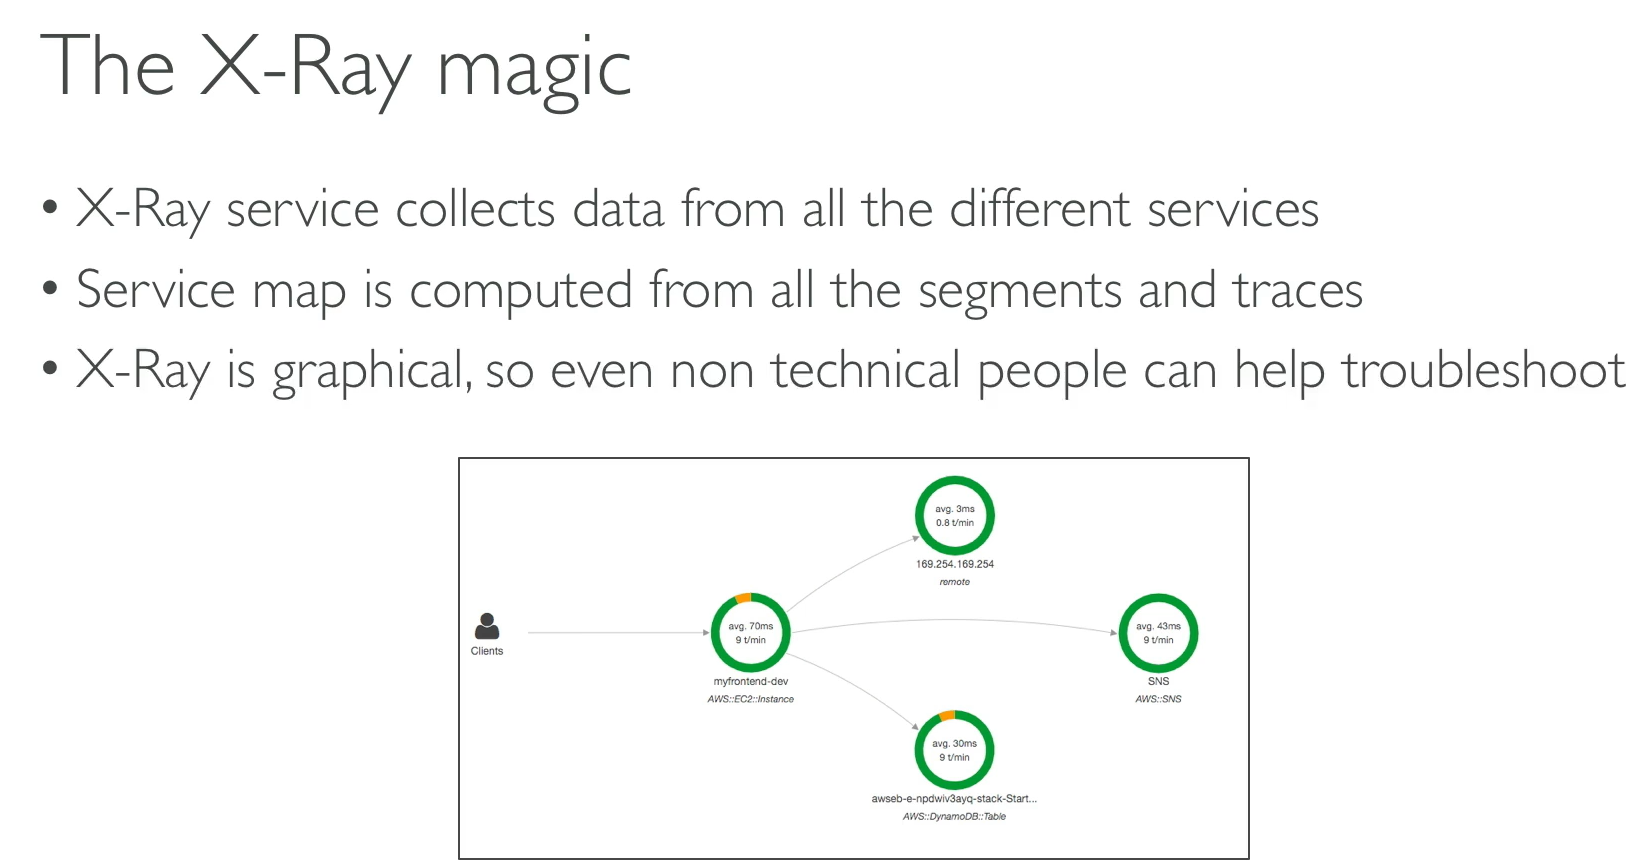 The X-Ray magic
• X-Ray service collects data from all the different services
• Service map is computed from all the segments and traces
• X-Ray is graphical, so even non technical people can help troubleshoot
avg. 3ms
0.8 t/min
169.254.169.254
remote
Clients
avg. 70ms
9 t/min
myfrontend-dev
AWS::EC2::Instance
avg. 43ms
9 t/min
SNS
AWS::SNS
avg. 30ms
9 t/min
awseb-e-npdwiv3ayq-stack-Start...
AWS::DynamoDB::Table